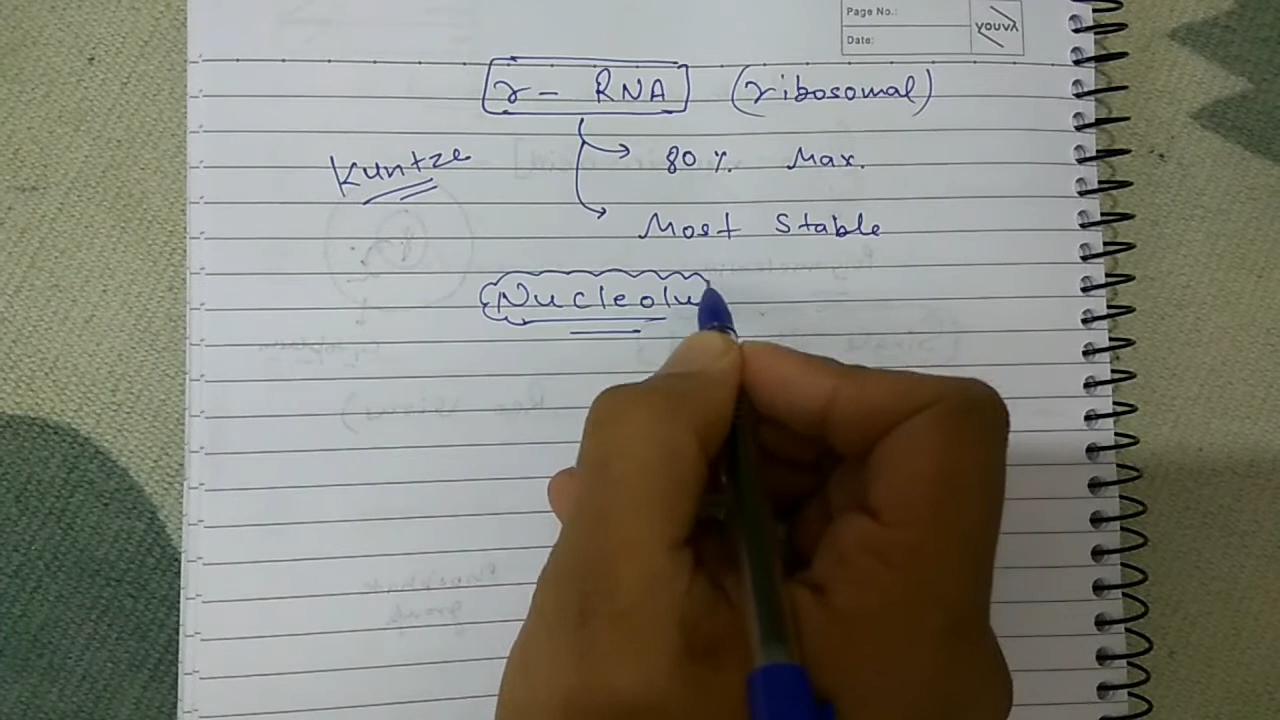 Page No.:
Date:
YOUVA
r - RNA (ribosomal)
80 % Max.
Kuntze
Most Stable
Nucleolu